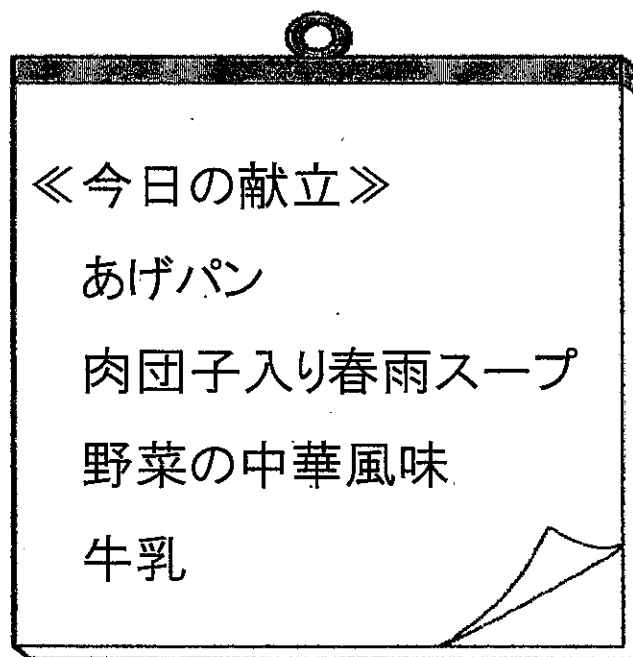 ≪今日の献立≫
あげパン
肉団子入り春雨スープ
野菜の中華風味
牛乳